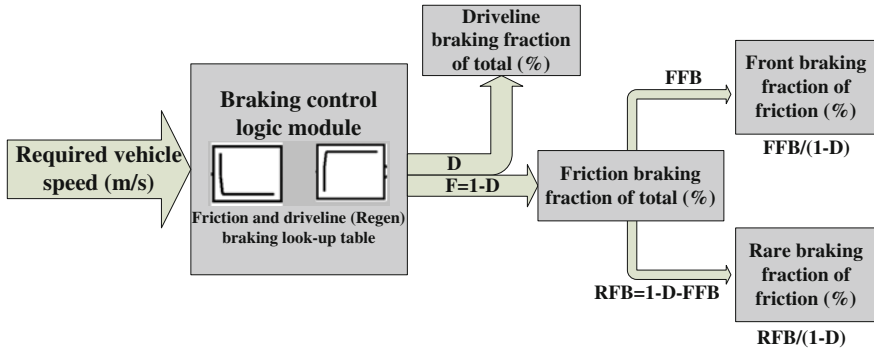 Required vehicle
speed (m/s)
Braking control
logic module
Friction and driveline (Regen)
braking look-up table
D
F=1-D
Driveline
braking fraction
of total (%)
Friction braking
fraction of total (%)
FFB
Front braking
fraction of
friction (%)
FFB/(1-D)
RFB=1-D-FFB
Rare braking
fraction of
friction (%)
RFB/(1-D)